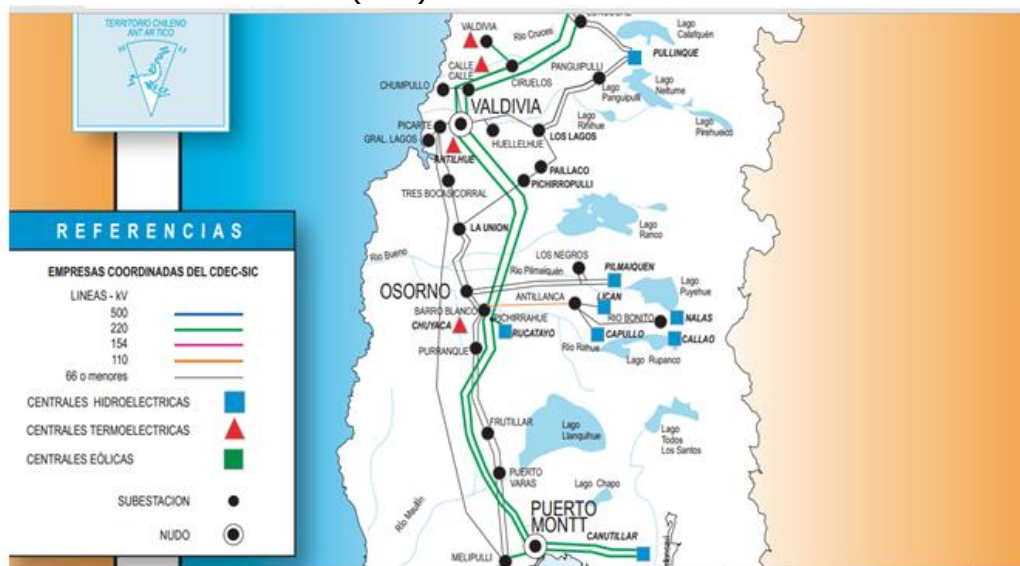 TERRITORIO CHILENO
ANTARTICO
REFERENCIAS
EMPRESAS COORDINADAS DEL CDEC-SIC
LINEAS - kV
500
220
154
110
66 o menores
CENTRALES HIDROELECTRICAS
CENTRALES TERMOELECTRICAS
CENTRALES EÓLICAS
SUBESTACION
NUDO
VALDIVIA
Río Cruces
Lago
Calafquén
PULLINQUE
CALLE
CALLE
CIRUELOS
PANGUIPULLI
CHUMPULLO
Lago
Neltume
Lago
Panguipulli
VALDIVIA
Lago
Riñihue
Lago
Pirehueico
PICARTE
GRAL. LAGOS
HUELLELHUE
LOS LAGOS
ANTILHUE
PAILLACO
PICHIRROPULLI
TRES BOCAS/CORRAL
LA UNION
Lago
Ranco
Río Bueno
LOS NEGROS
Río Pilmaiquén
PILMAIQUEN
Lago
Puyehue
OSORNO
ANTILLANCA
LICAN
BARRO BLANCO
PICHIRRAHUE
RIO BONITO
NALAS
CHUYACA
RUCATAYO
CAPULLO
CALLAO
PURRANQUE
Río Rahue
Lago Rupanco
FRUTILLAR
Lago
Llanquihue
Lago
Todos
Los Santos
PUERTO
VARAS
Lago Chapo
Río Maullín
PUERTO
MONTT
CANUTILLAR
MELIPULLI